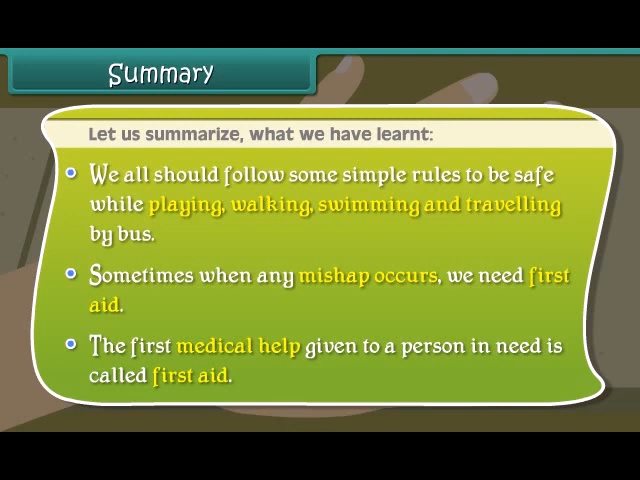 Summary
Let us summarize, what we have learnt:
We all should follow some simple rules to be safe
while playing, walking, swimming and travelling
by bus.
Sometimes when any mishap occurs, we need first
aid.
The first medical help given to a person in need is
called first aid.